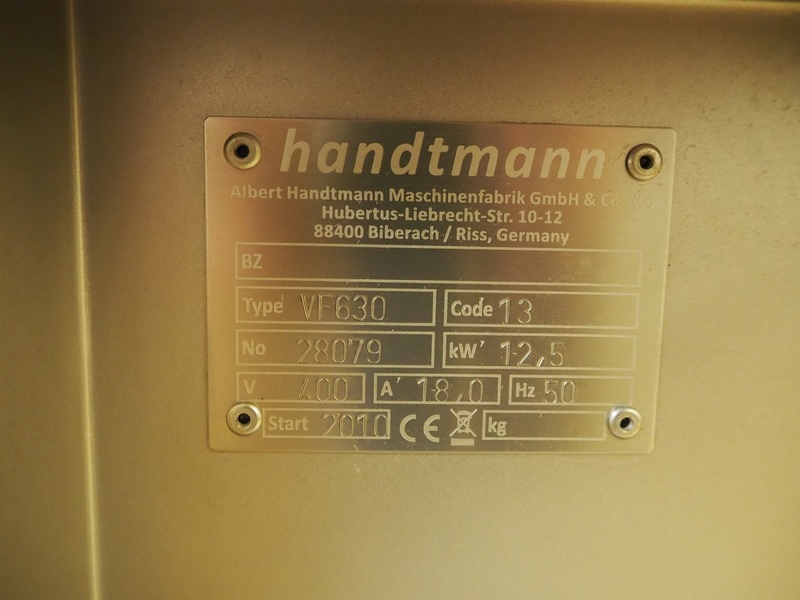 handtmann
Albert Handtmann Maschinenfabrik GmbH & Co. KG
Hubertus-Liebrecht-Str. 10-12
88400 Biberach / Riss, Germany
BZ
Type VF630 Code 13
No 28079 kW 12,5
V 400 A 18,0 Hz 50
Start 2010 CE kg